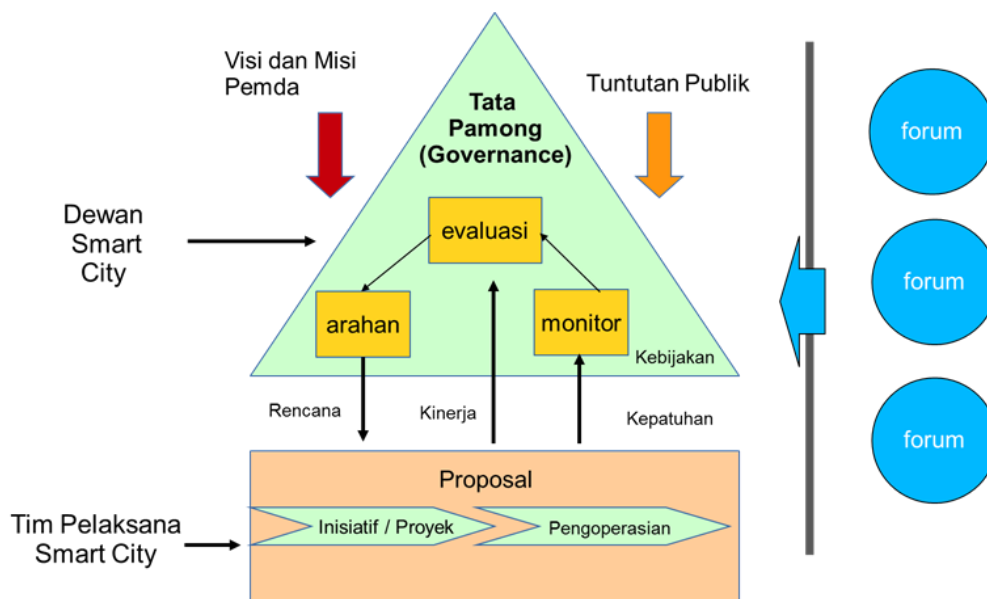 Visi dan Misi
Pemda
Tuntutan Publik
Tata
Pamong
(Governance)
Dewan
Smart
City
evaluasi
arahan
monitor
Kebijakan
Rencana
Kinerja
Kepatuhan
Proposal
Tim Pelaksana
Smart City
Inisiatif / Proyek
Pengoperasian
forum
forum
forum